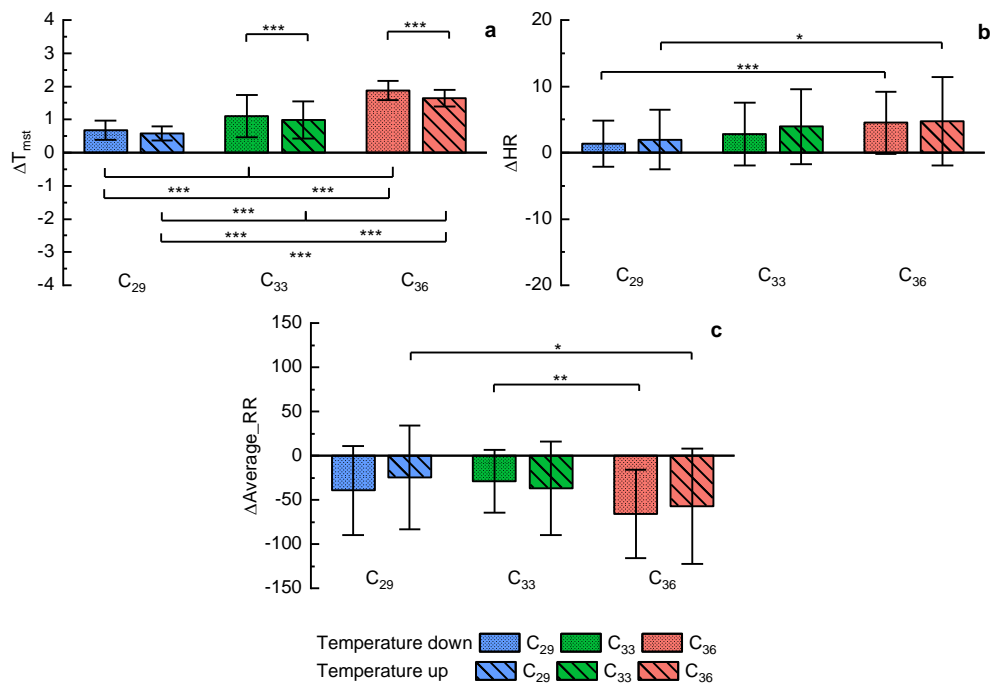 a
ΔT_mst
4
3
2
1
0
1
-2
-3
-4
*** ***
***
***
***
***
***
***
C₂₉ C₃₃ C₃₆
b
ΔHR
20
10
0
-10
-20
*
***
C₂₉ C₃₃ C₃₆
c
ΔAverage_RR
150
100
50
0
-50
-100
-150
*
**
C₂₉ C₃₃ C₃₆
Temperature down C₂₉ C₃₃ C₃₆
Temperature up C₂₉ C₃₃ C₃₆